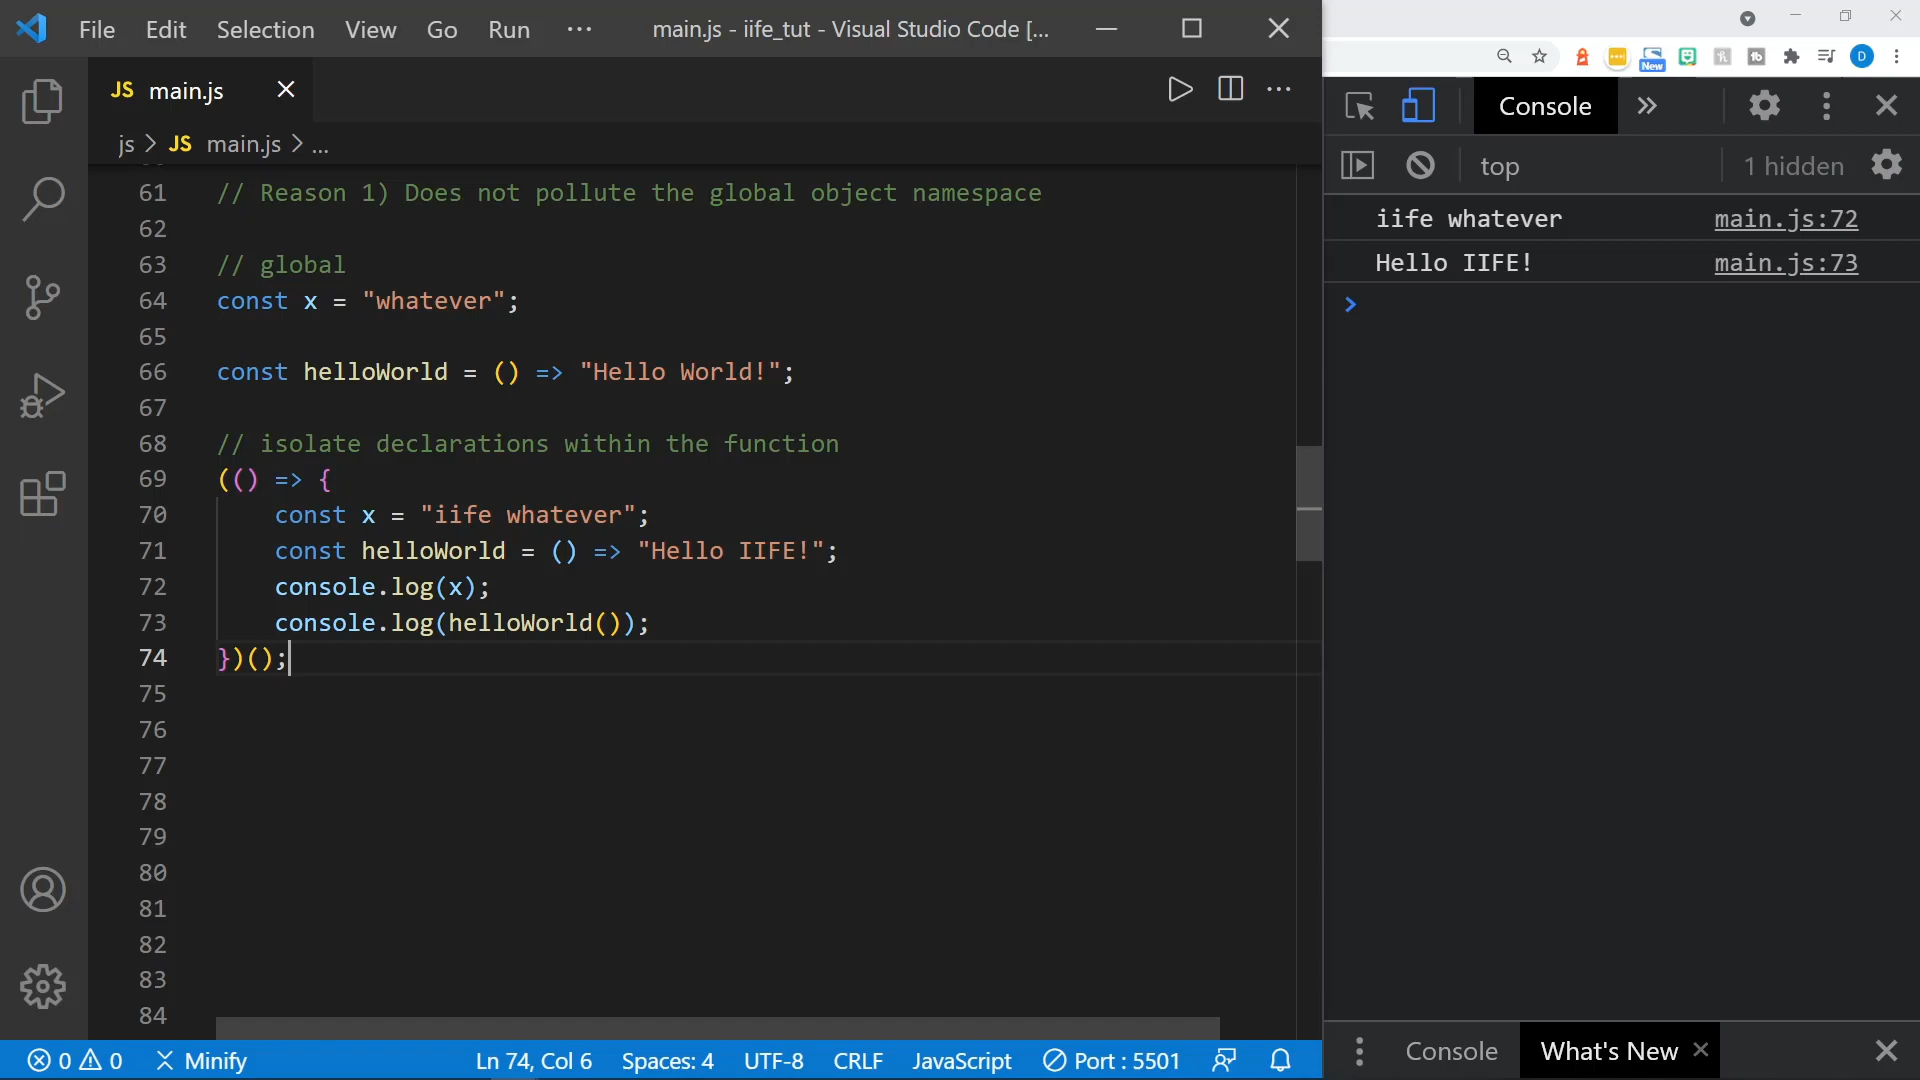 File Edit Selection View Go Run ··· main.js - iife_tut - Visual Studio Code [...
JS main.js
js > JS main.js > ...
61 // Reason 1) Does not pollute the global object namespace
62
63 // global
64 const x = "whatever";
65
66 const helloWorld = () => "Hello World!";
67
68 // isolate declarations within the function
69 (() => {
70 const x = "iife whatever";
71 const helloWorld = () => "Hello IIFE!";
72 console.log(x);
73 console.log(helloWorld());
74 })();
75
76
77
78
79
80
81
82
83
84
0 0 Minify Ln 74, Col 6 Spaces: 4 UTF-8 CRLF JavaScript Port : 5501
New D
Console
top 1 hidden
iife whatever main.js:72
Hello IIFE! main.js:73
Console What's New